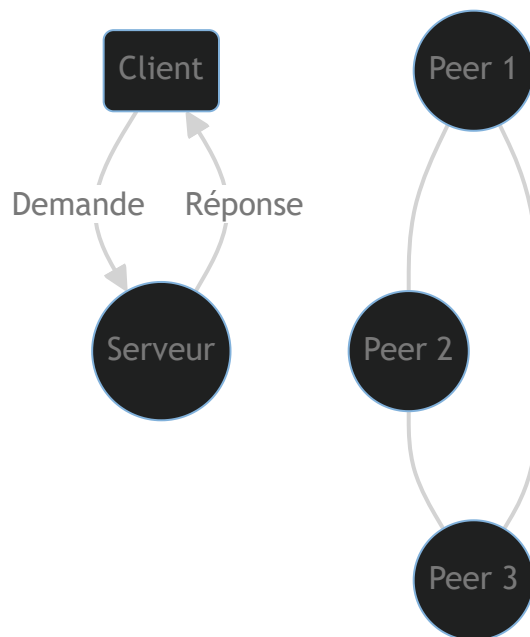 Client
Demande
Réponse
Serveur
Peer 1
Peer 2
Peer 3